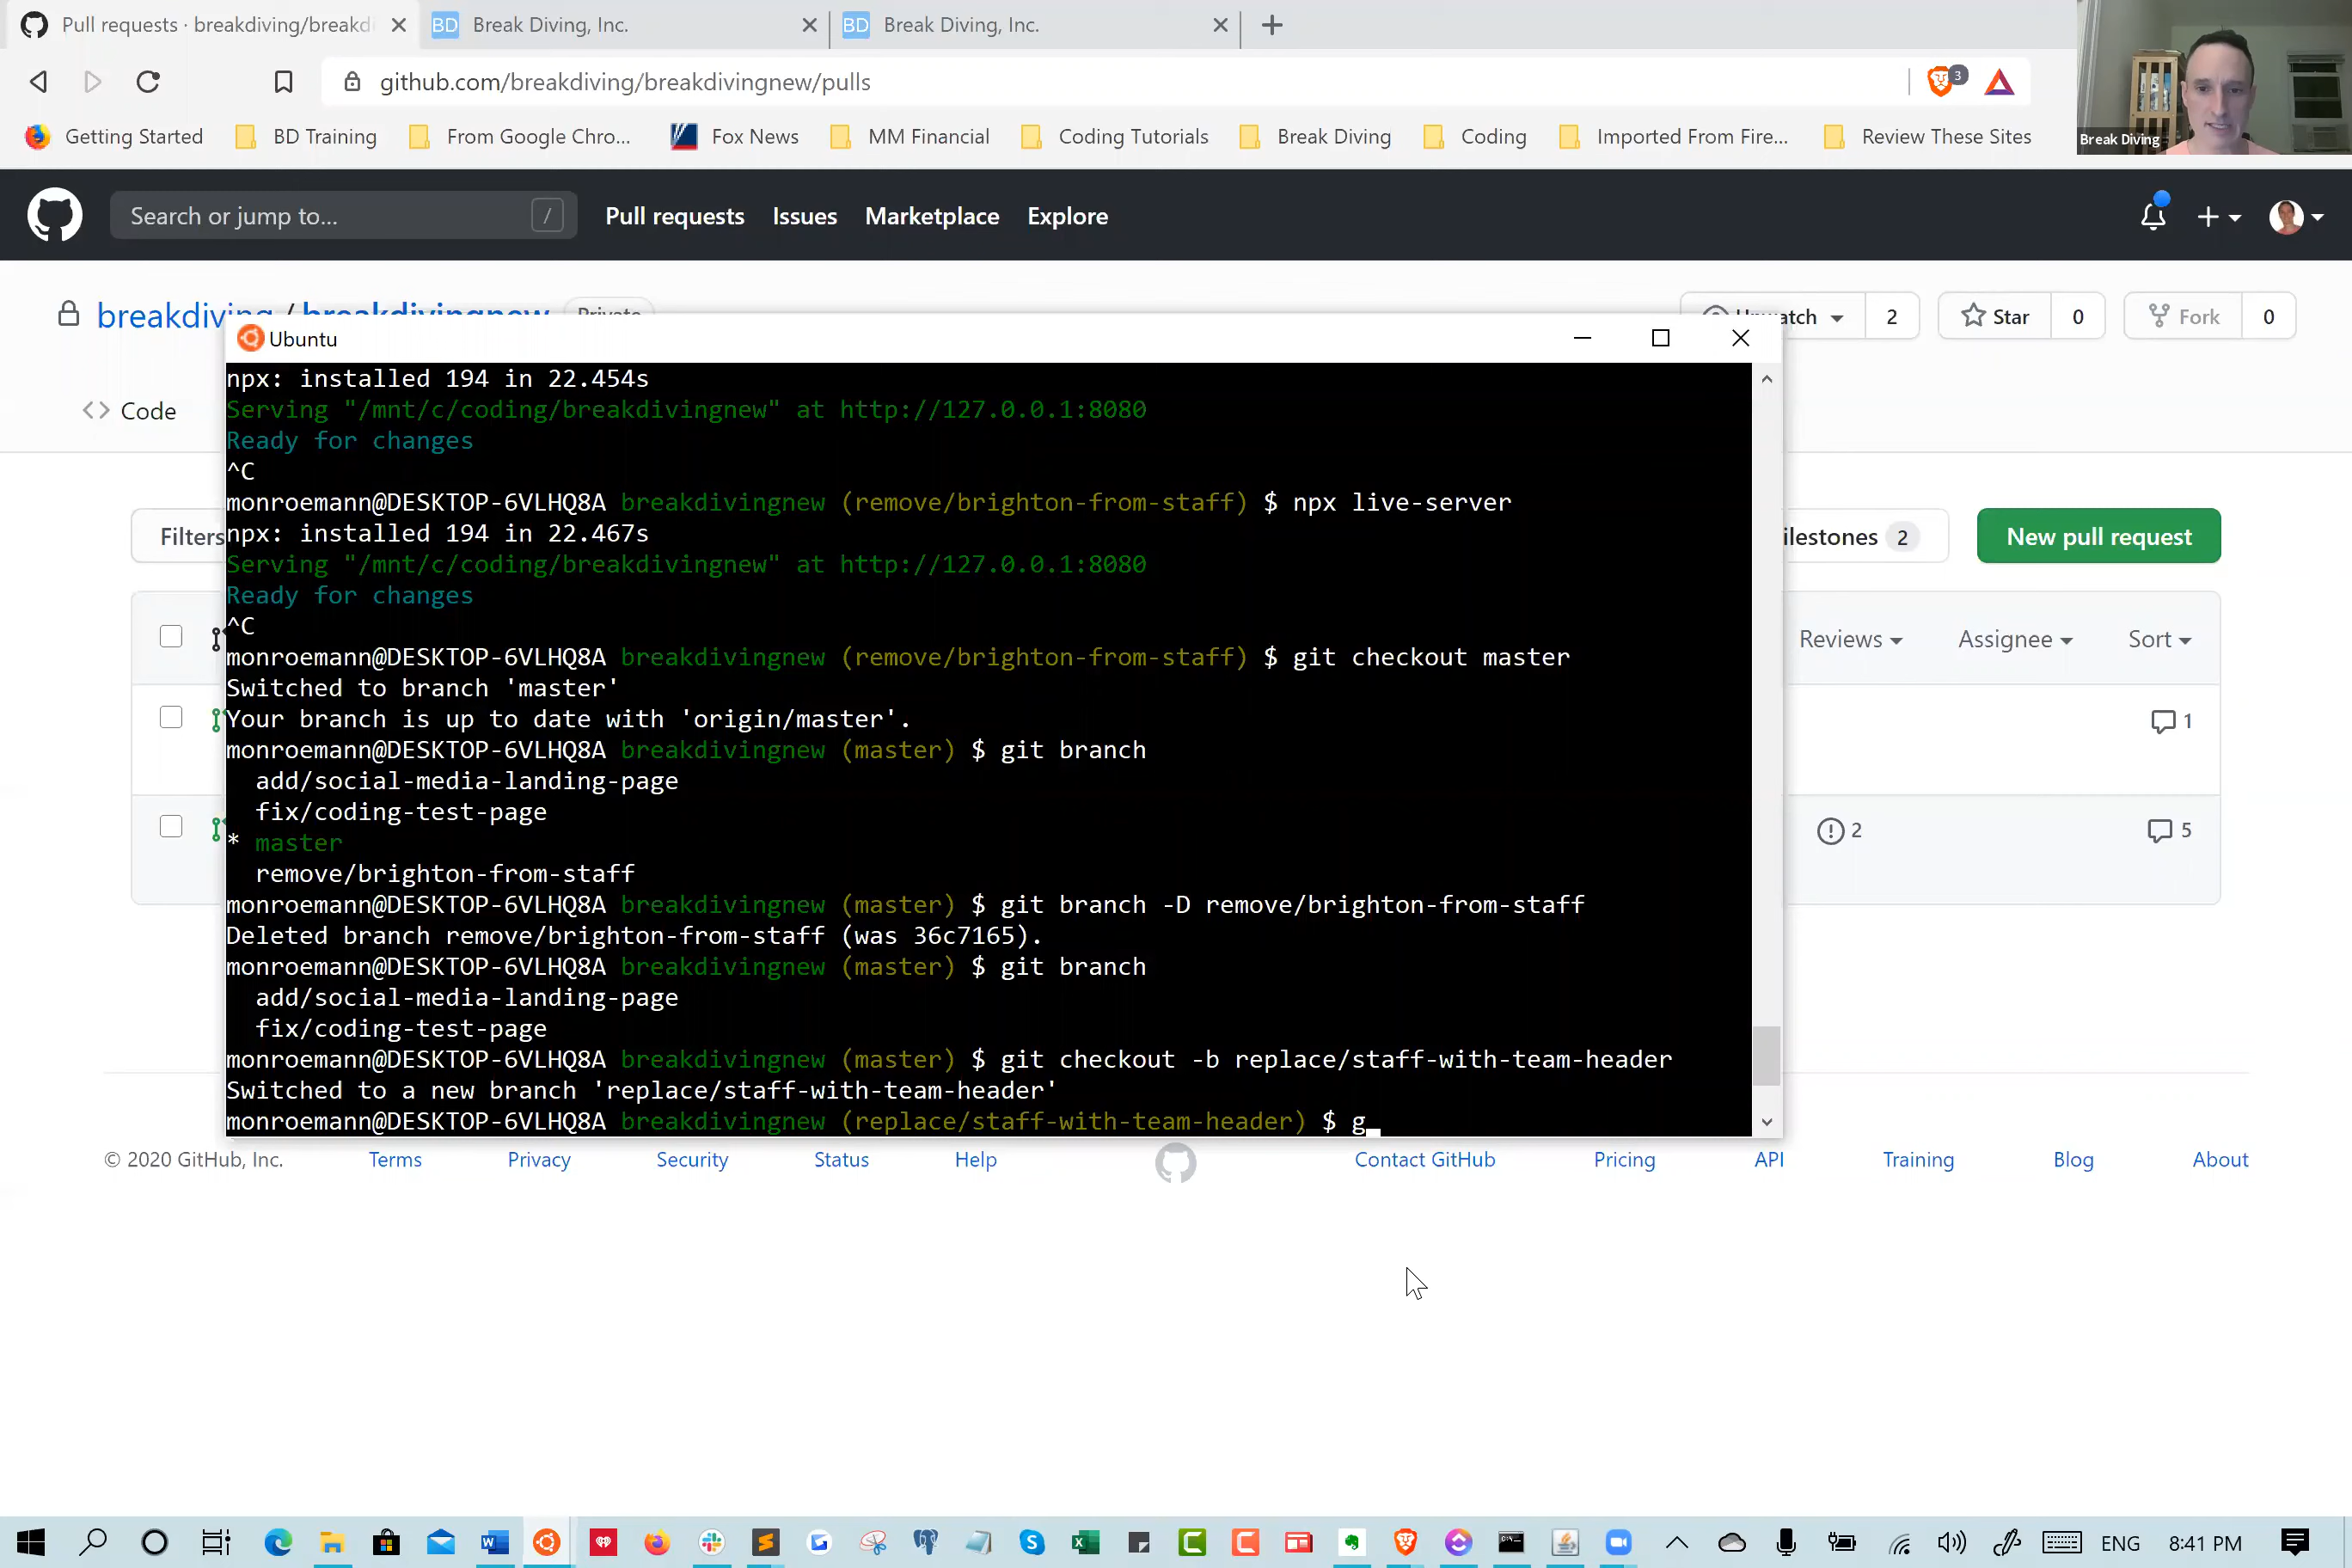 Pull requests · breakdiving/breakdi
BD Break Diving, Inc.
BD Break Diving, Inc.
github.com/breakdiving/breakdivingnew/pulls
3
Getting Started
BD Training
From Google Chro...
Fox News
MM Financial
Coding Tutorials
Break Diving
Coding
Imported From Fire...
Review These Sites
Break Diving
Search or jump to...
/
Pull requests
Issues
Marketplace
Explore
breakdiving / breakdivingnew
Private
Unwatch
2
Star
0
Fork
0
Code
Filters
Milestones 2
New pull request
Reviews
Assignee
Sort
1
2
5
Ubuntu
npx: installed 194 in 22.454s
Serving "/mnt/c/coding/breakdivingnew" at http://127.0.0.1:8080
Ready for changes
^C
monroemann@DESKTOP-6VLHQ8A breakdivingnew (remove/brighton-from-staff) $ npx live-server
npx: installed 194 in 22.467s
Serving "/mnt/c/coding/breakdivingnew" at http://127.0.0.1:8080
Ready for changes
^C
monroemann@DESKTOP-6VLHQ8A breakdivingnew (remove/brighton-from-staff) $ git checkout master
Switched to branch 'master'
Your branch is up to date with 'origin/master'.
monroemann@DESKTOP-6VLHQ8A breakdivingnew (master) $ git branch
add/social-media-landing-page
fix/coding-test-page
* master
remove/brighton-from-staff
monroemann@DESKTOP-6VLHQ8A breakdivingnew (master) $ git branch -D remove/brighton-from-staff
Deleted branch remove/brighton-from-staff (was 36c7165).
monroemann@DESKTOP-6VLHQ8A breakdivingnew (master) $ git branch
add/social-media-landing-page
fix/coding-test-page
monroemann@DESKTOP-6VLHQ8A breakdivingnew (master) $ git checkout -b replace/staff-with-team-header
Switched to a new branch 'replace/staff-with-team-header'
monroemann@DESKTOP-6VLHQ8A breakdivingnew (replace/staff-with-team-header) $ g
© 2020 GitHub, Inc.
Terms
Privacy
Security
Status
Help
Contact GitHub
Pricing
API
Training
Blog
About
ENG
8:41 PM